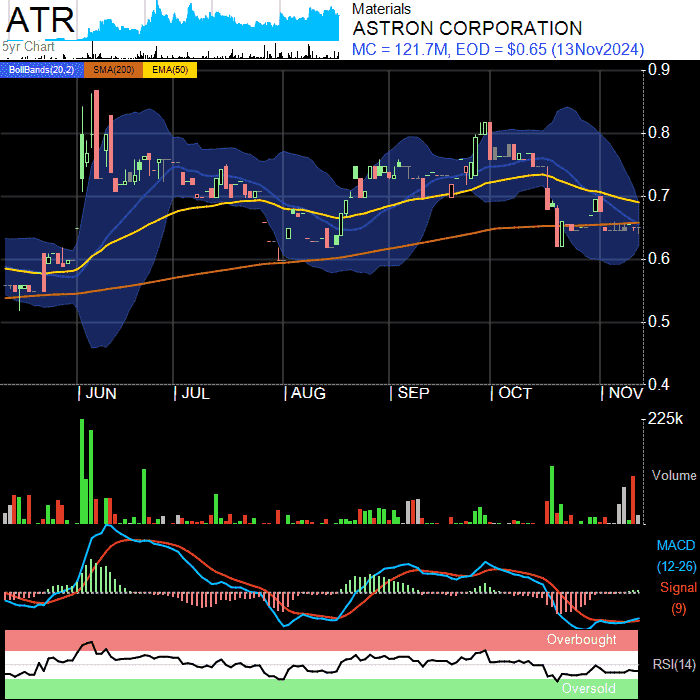 ATR
5yr Chart
Materials
ASTRON CORPORATION
MC = 121.7M, EOD = $0.65 (13Nov2024)
BollBands(20,2) SMA(200) EMA(50)
0.9
0.8
0.7
0.6
0.5
0.4
| JUN | JUL | AUG | SEP | OCT | NOV
225k
Volume
MACD
(12-26)
Signal
(9)
Overbought
RSI(14)
Oversold